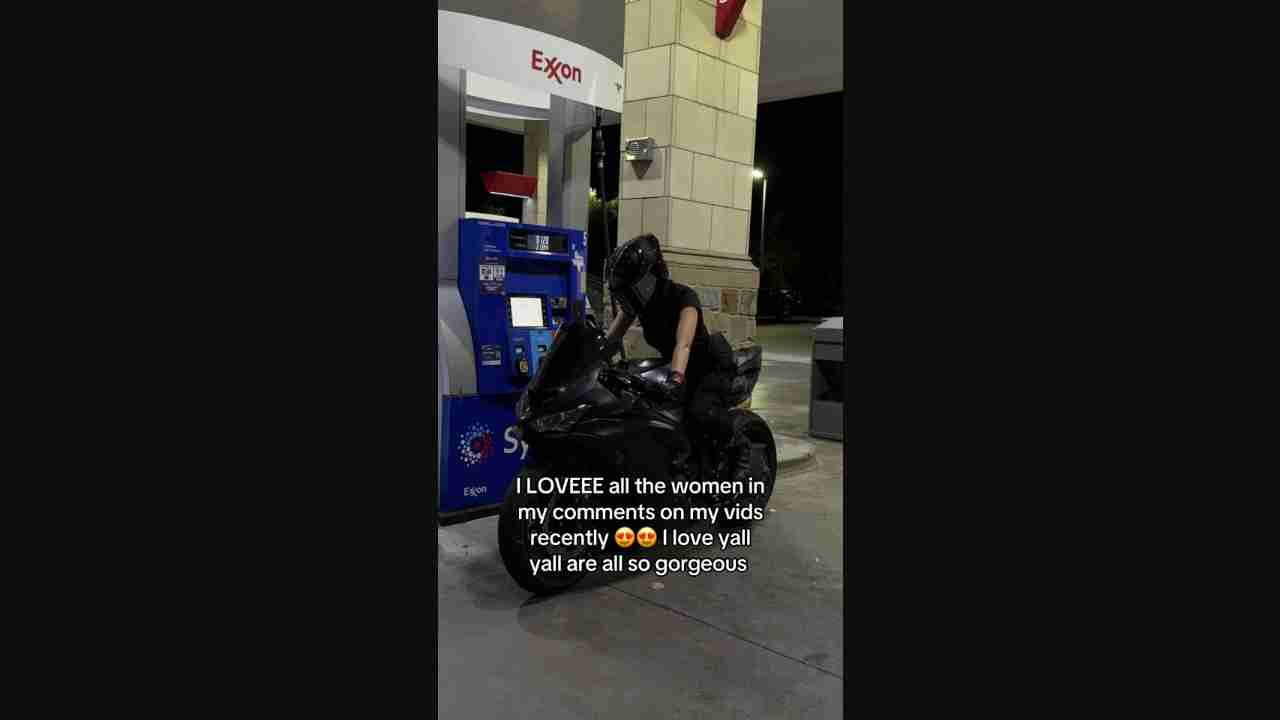 Exxon
Sy
Exxon
I LOVEEE all the women in
my comments on my vids
recently 😍😍 I love yall
yall are all so gorgeous